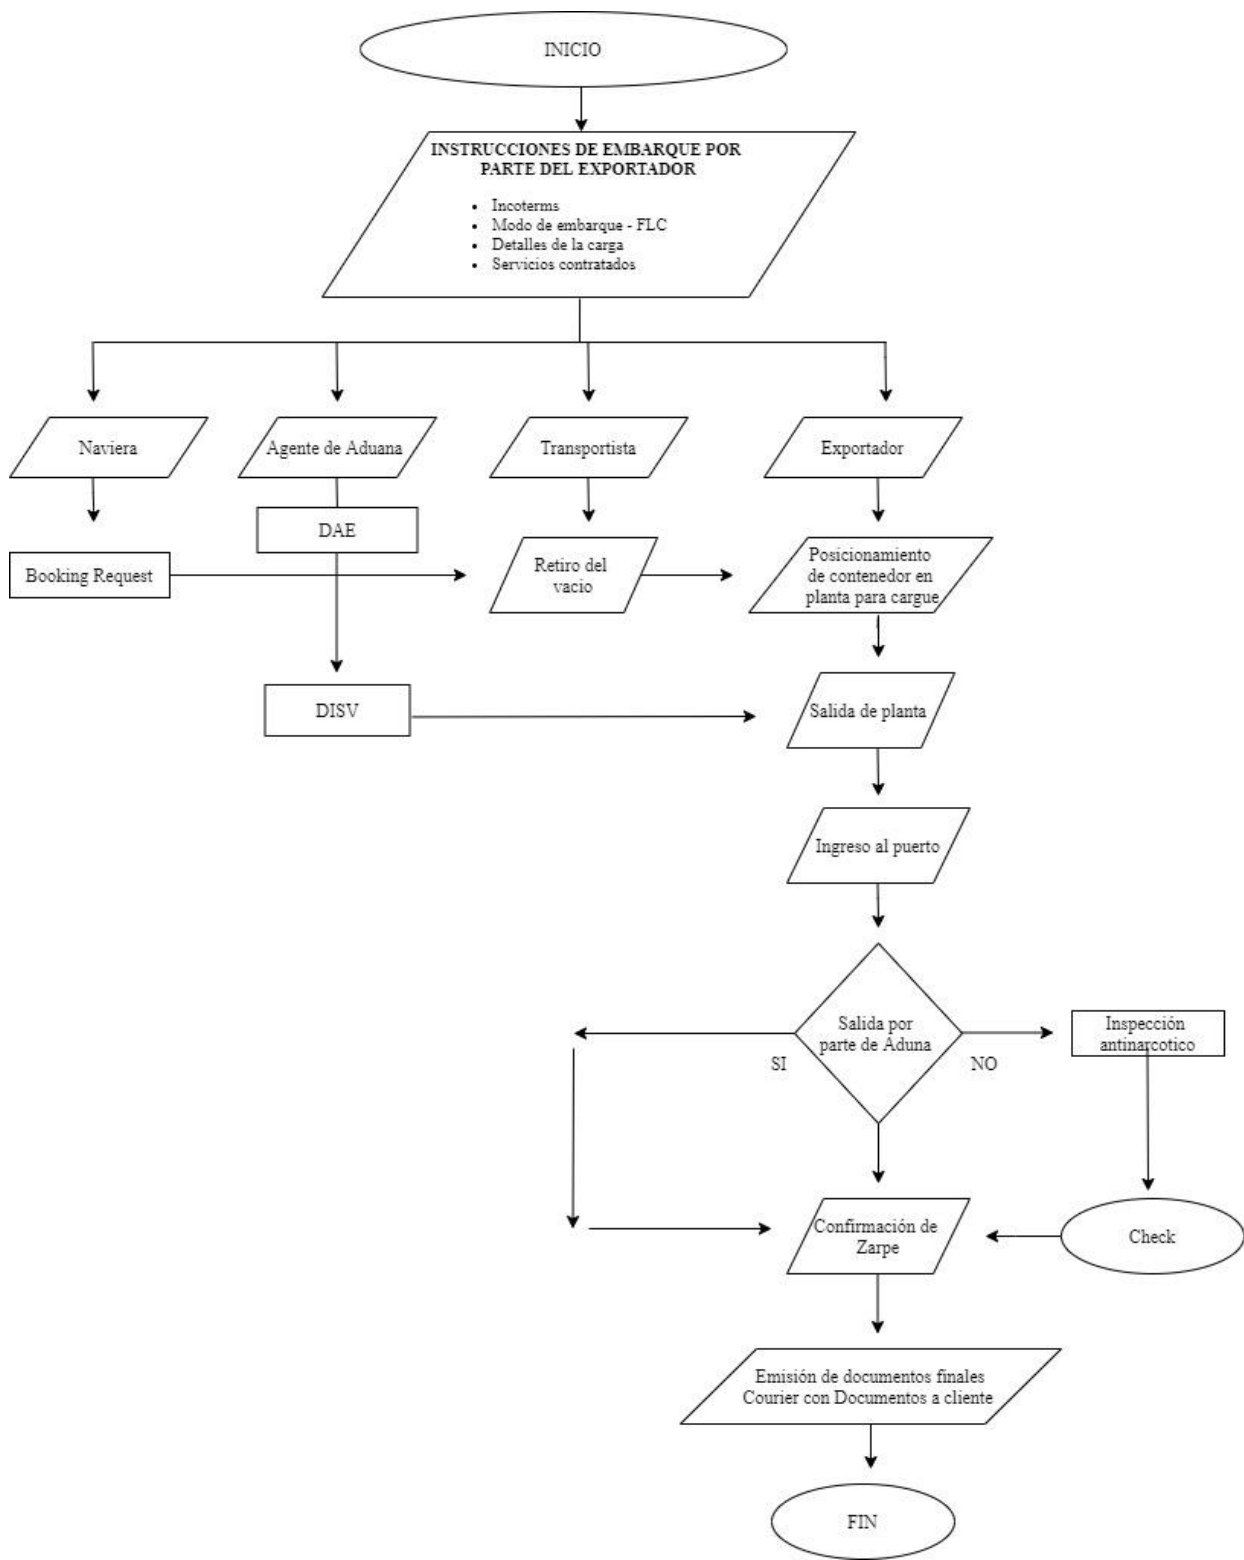 INICIO
INSTRUCCIONES DE EMBARQUE POR
PARTE DEL EXPORTADOR
• Incoterms
• Modo de embarque - FLC
• Detalles de la carga
• Servicios contratados
Naviera
Agente de Aduana
Transportista
Exportador
DAE
Booking Request
Retiro del
vacio
Posicionamiento
de contenedor en
planta para cargue
DISV
Salida de planta
Ingreso al puerto
Salida por
parte de Aduna
SI
NO
Inspección
antinarcotico
Confirmación de
Zarpe
Check
Emisión de documentos finales
Courier con Documentos a cliente
FIN